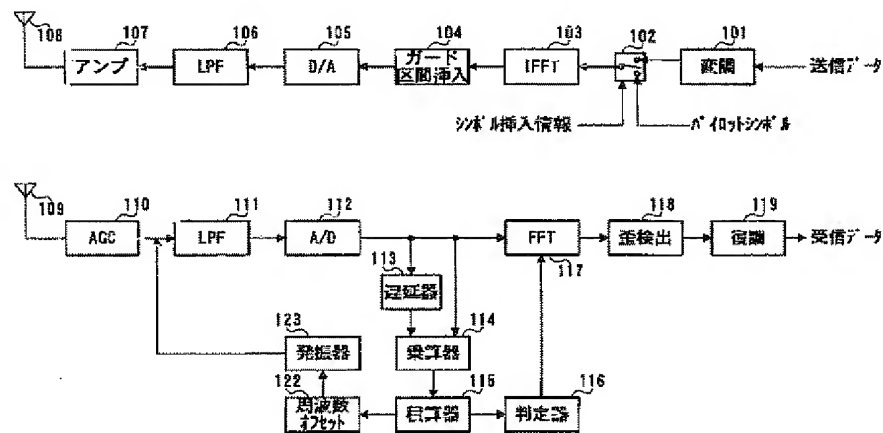 108
107
アンプ
106
LPF
105
D/A
104
ガード
区間挿入
103
IFFT
102
101
変調
送信データ
シンボル挿入情報
パイロットシンボル
109
110
AGC
111
LPF
112
A/D
FFT
117
118
歪検出
119
復調
受信データ
113
遅延器
123
発振器
114
乗算器
122
周波数
オフセット
115
積算器
116
判定器